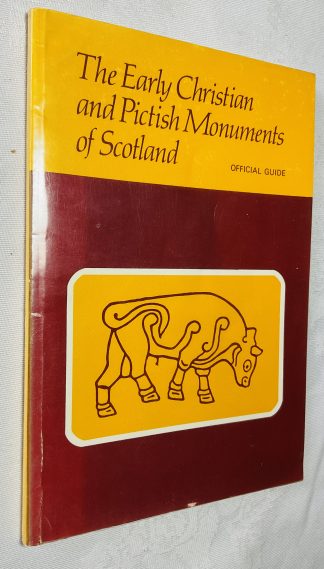 The Early Christian
and Pictish Monuments
of Scotland
OFFICIAL GUIDE